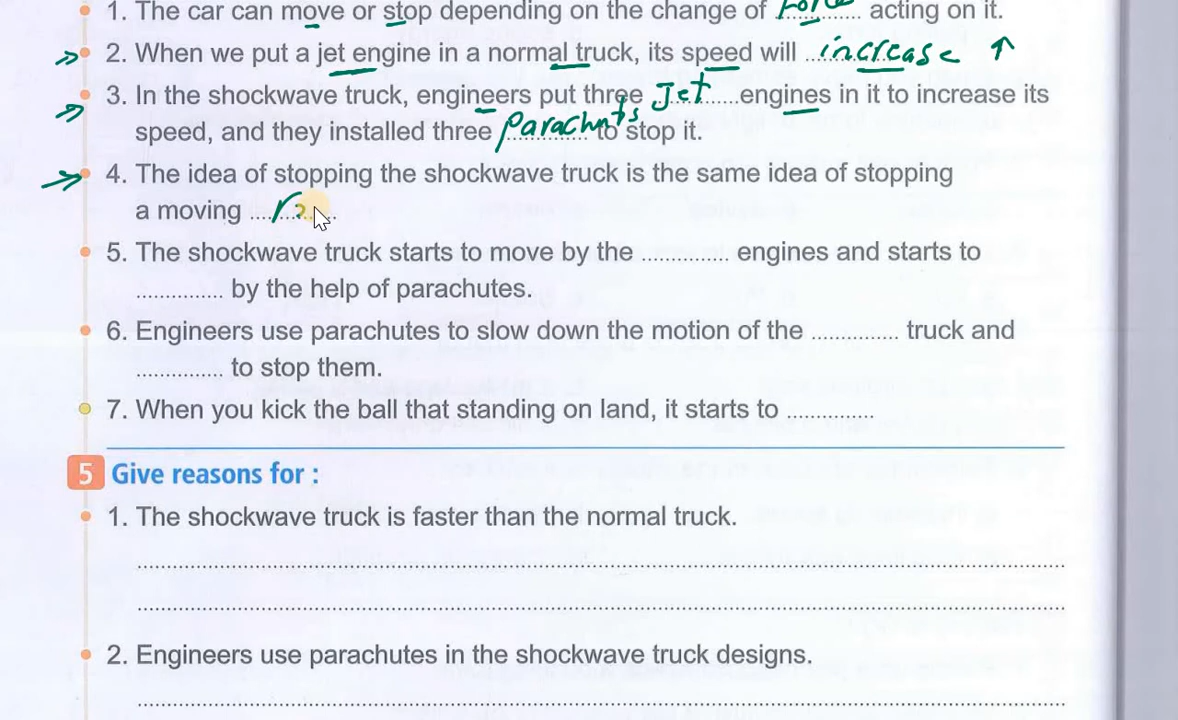 1. The car can move or stop depending on the change of force acting on it.
2. When we put a jet engine in a normal truck, its speed will increase ↑
3. In the shockwave truck, engineers put three Jet engines in it to increase its
speed, and they installed three parachuts to stop it.
4. The idea of stopping the shockwave truck is the same idea of stopping
a moving
5. The shockwave truck starts to move by the .............. engines and starts to
.............. by the help of parachutes.
6. Engineers use parachutes to slow down the motion of the .............. truck and
.............. to stop them.
7. When you kick the ball that standing on land, it starts to ..............
5 Give reasons for :
1. The shockwave truck is faster than the normal truck.
2. Engineers use parachutes in the shockwave truck designs.